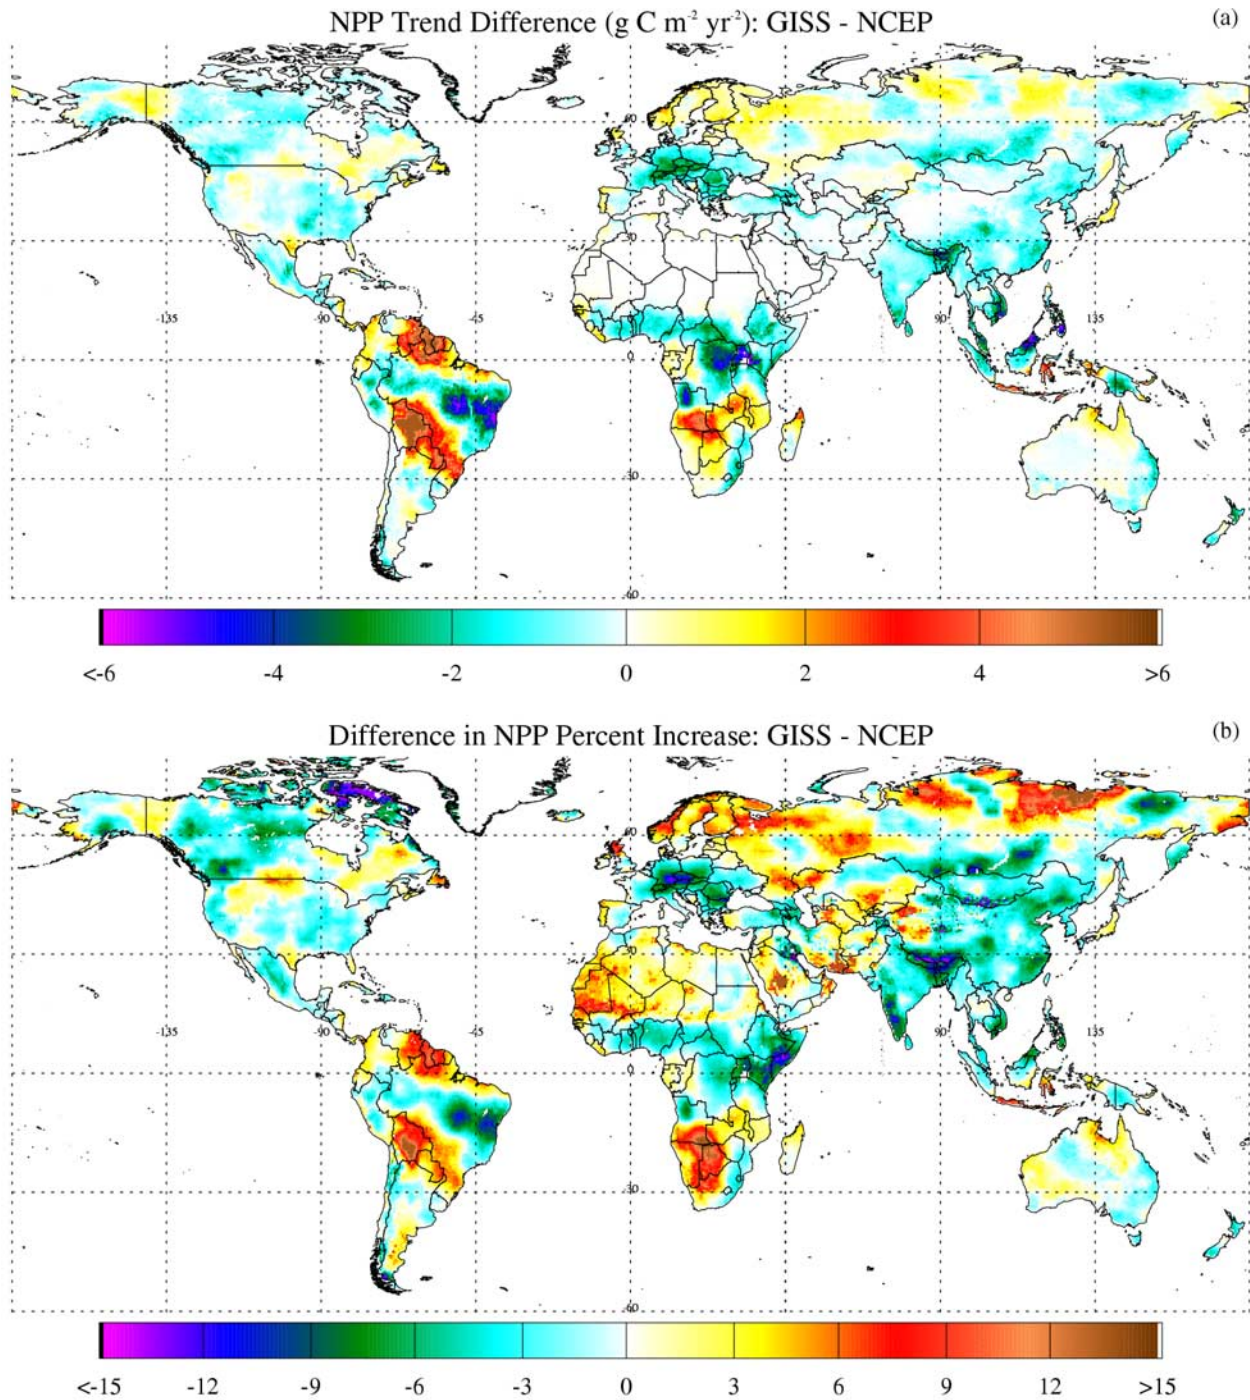 NPP Trend Difference (g C m⁻² yr⁻²): GISS - NCEP
(a)
60
30
-135 -90 -45 90 135
0
-30
-60
<-6 -4 -2 0 2 4 >6
Difference in NPP Percent Increase: GISS - NCEP
(b)
60
30
-135 -90 -45 90 135
0
-30
-60
<-15 -12 -9 -6 -3 0 3 6 9 12 >15